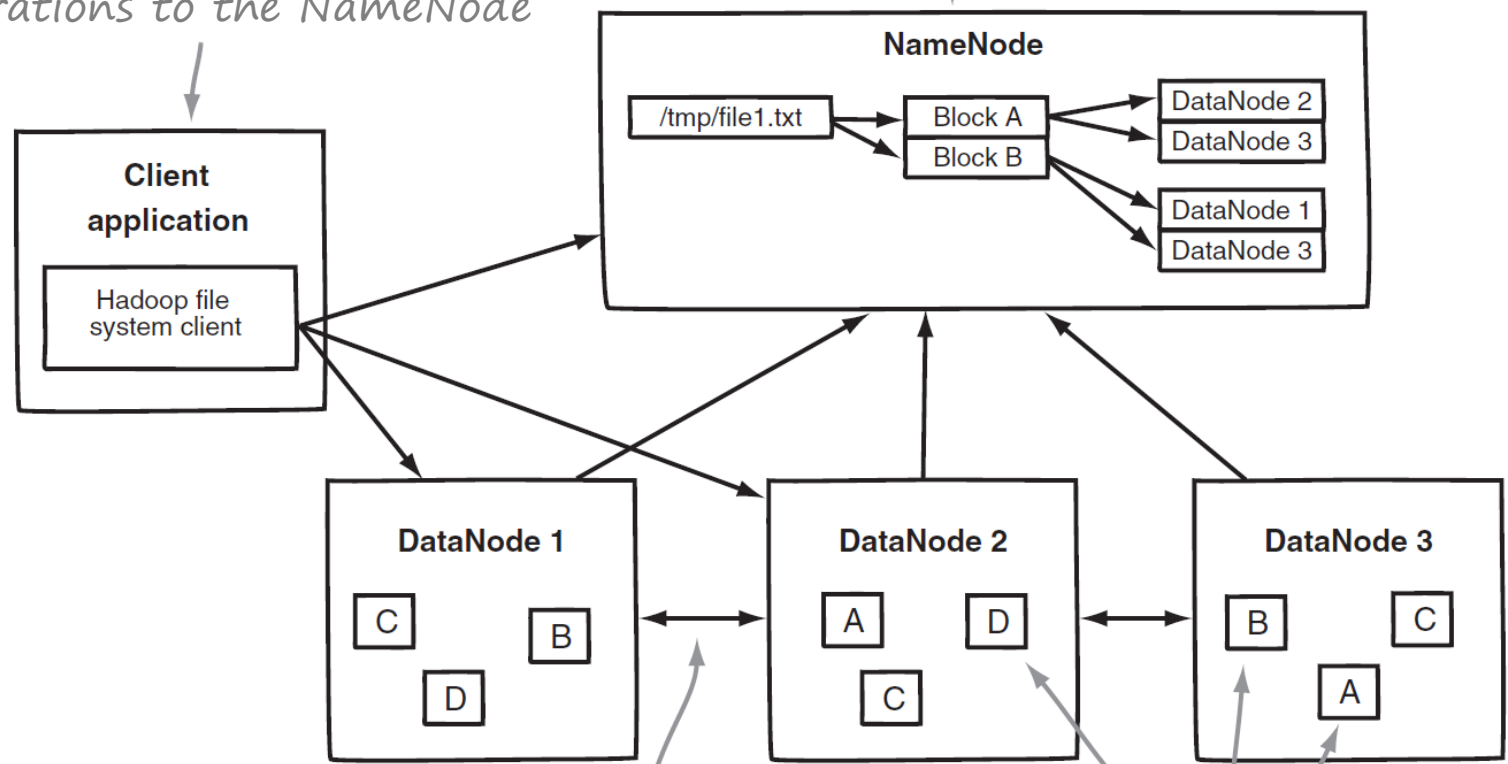 rations to the NameNode
NameNode
/tmp/file1.txt
Block A
Block B
DataNode 2
DataNode 3
DataNode 1
DataNode 3
Client
application
Hadoop file
system client
DataNode 1
C
B
D
DataNode 2
A
D
C
DataNode 3
B
C
A